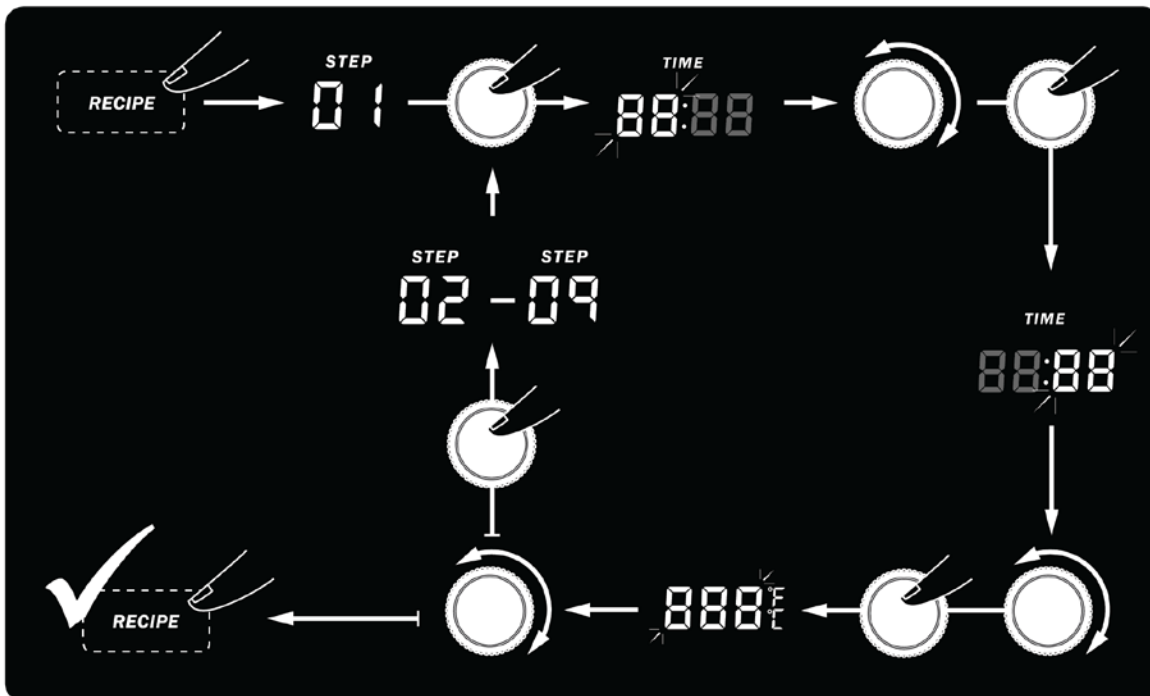 RECIPE
STEP
01
TIME
88:88
STEP STEP
02 - 09
TIME
88:88
888°F°C
RECIPE